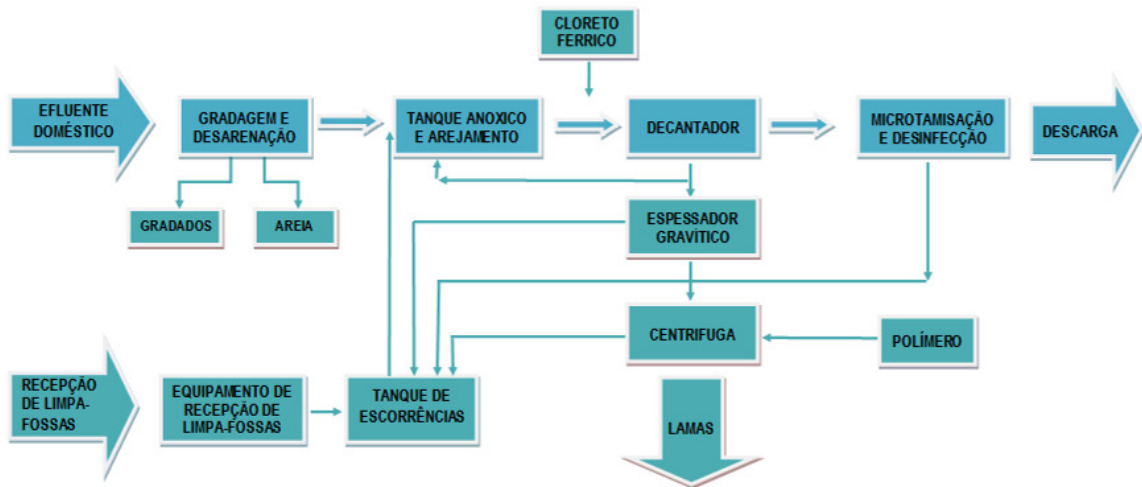 CLORETO
FERRICO
EFLUENTE
DOMÉSTICO
GRADAGEM E
DESARENAÇÃO
TANQUE ANOXICO
E AREJAMENTO
DECANTADOR
MICROTAMISAÇÃO
E DESINFECÇÃO
DESCARGA
GRADADOS
AREIA
ESPESSADOR
GRAVÍTICO
CENTRIFUGA
POLÍMERO
RECEPÇÃO
DE LIMPA-
FOSSAS
EQUIPAMENTO DE
RECEPÇÃO DE
LIMPA-FOSSAS
TANQUE DE
ESCORRÊNCIAS
LAMAS